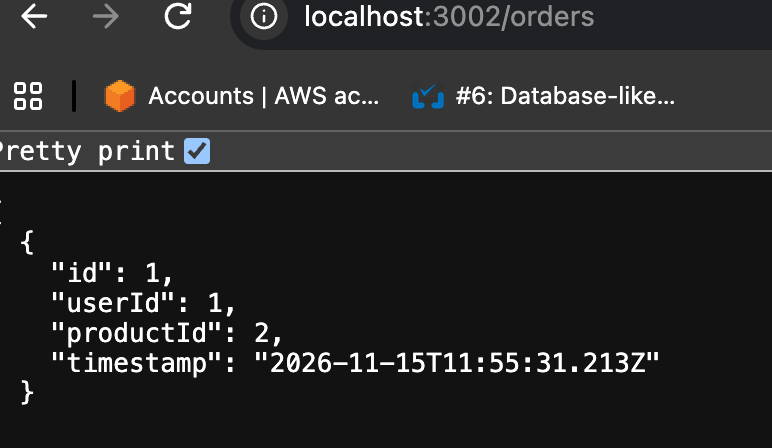 localhost:3002/orders
Accounts | AWS ac... #6: Database-like...
Pretty print
{
"id": 1,
"userId": 1,
"productId": 2,
"timestamp": "2026-11-15T11:55:31.213Z"
}